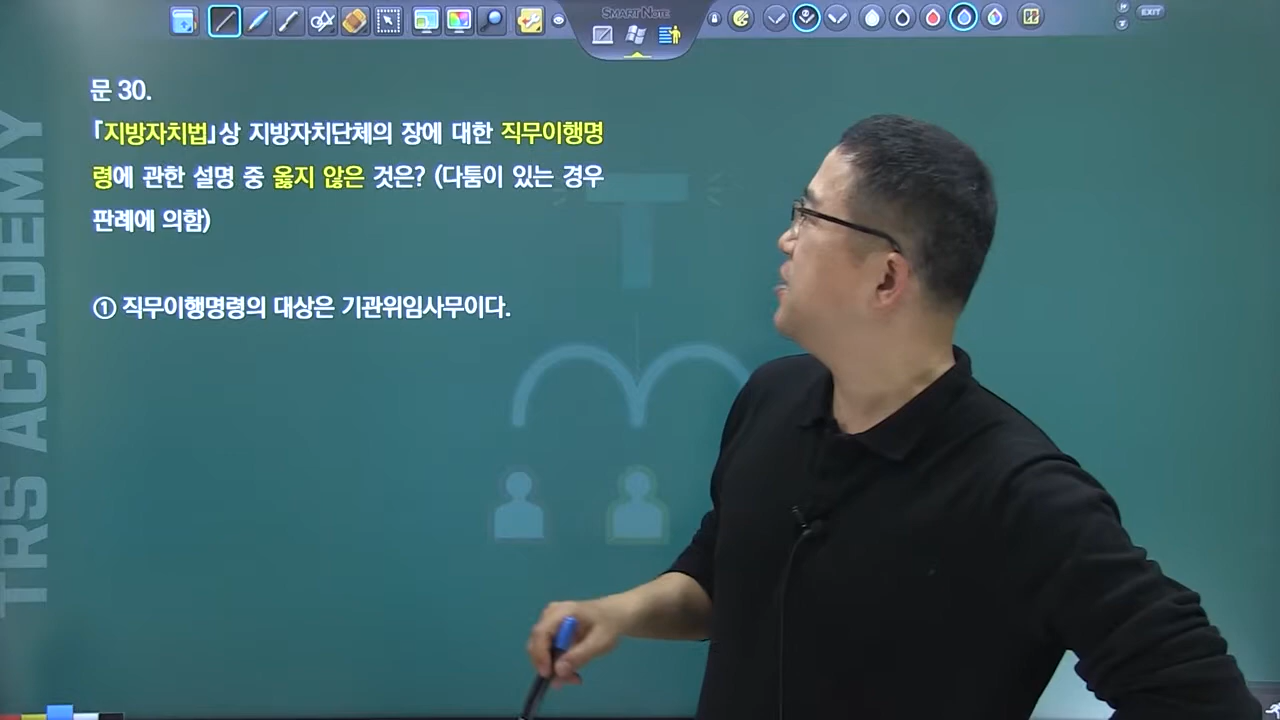 SMART NOTE
EXIT
문 30.
「지방자치법」상 지방자치단체의 장에 대한 직무이행명
령에 관한 설명 중 옳지 않은 것은? (다툼이 있는 경우
판례에 의함)
① 직무이행명령의 대상은 기관위임사무이다.
TRS ACADEMY